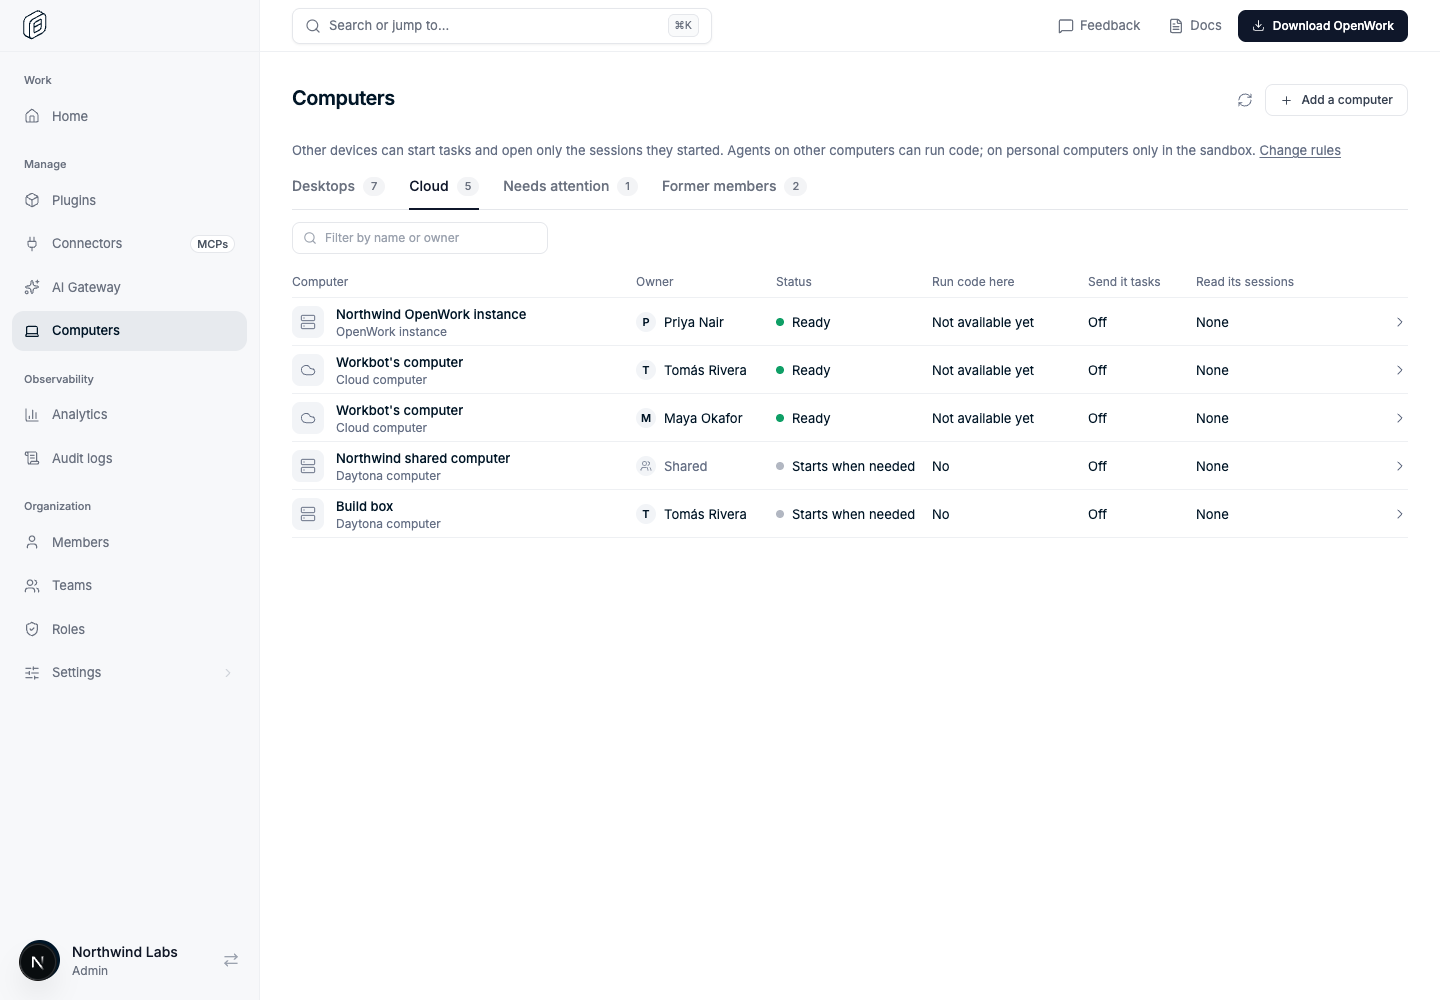 Search or jump to...
⌘K
Feedback
Docs
Download OpenWork
Work
Home
Manage
Plugins
Connectors
MCPs
AI Gateway
Computers
Observability
Analytics
Audit logs
Organization
Members
Teams
Roles
Settings
N
Northwind Labs
Admin
Computers
Add a computer
Other devices can start tasks and open only the sessions they started. Agents on other computers can run code; on personal computers only in the sandbox. Change rules
Desktops 7
Cloud 5
Needs attention 1
Former members 2
Filter by name or owner
Computer Owner Status Run code here Send it tasks Read its sessions
Northwind OpenWork instance
OpenWork instance
P Priya Nair Ready Not available yet Off None
Workbot's computer
Cloud computer
T Tomás Rivera Ready Not available yet Off None
Workbot's computer
Cloud computer
M Maya Okafor Ready Not available yet Off None
Northwind shared computer
Daytona computer
Shared Starts when needed No Off None
Build box
Daytona computer
T Tomás Rivera Starts when needed No Off None